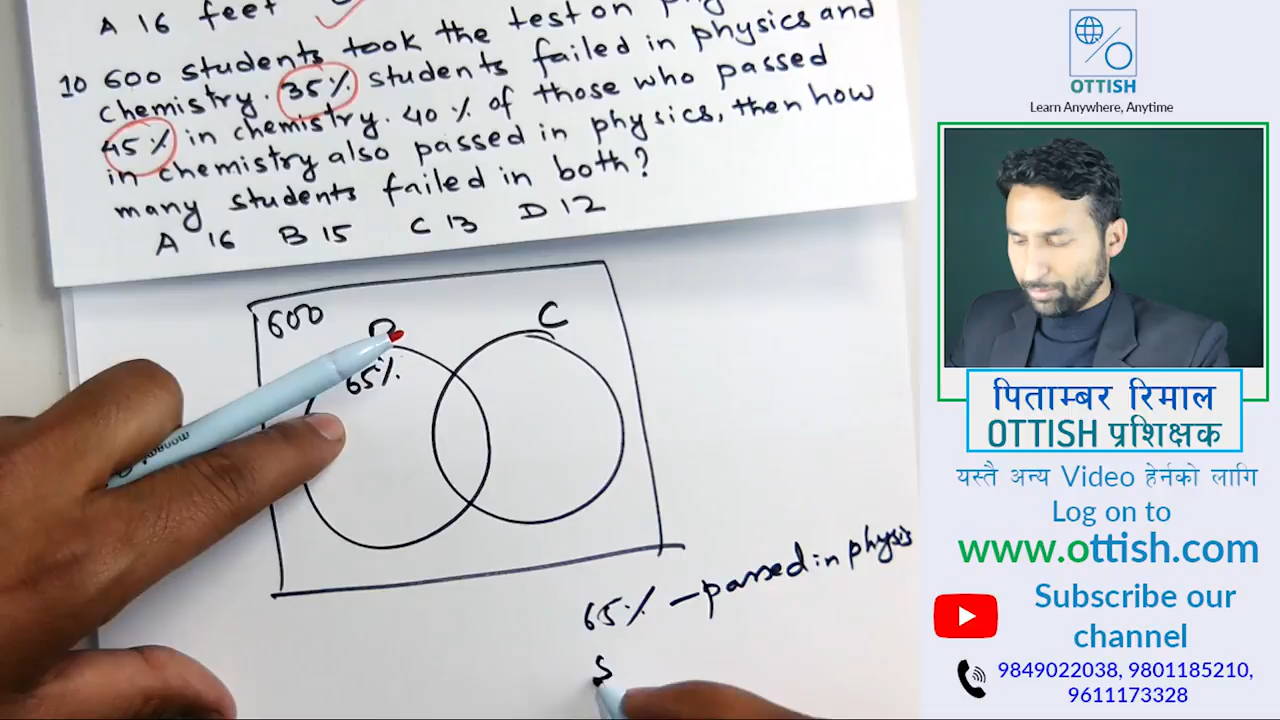 A 16 feet
10 600 students took the test on
chemistry. 35% students failed in physics and
45% in chemistry. 40% of those who passed
in chemistry also passed in physics, then how
many students failed in both?
A 16 B 15 C 13 D 12
600
C
65%
65% – passed in physis
OTTISH
Learn Anywhere, Anytime
पिताम्बर रिमाल
OTTISH प्रशिक्षक
यस्तै अन्य Video हेर्नको लागि
Log on to
www.ottish.com
Subscribe our
channel
9849022038, 9801185210,
9611173328